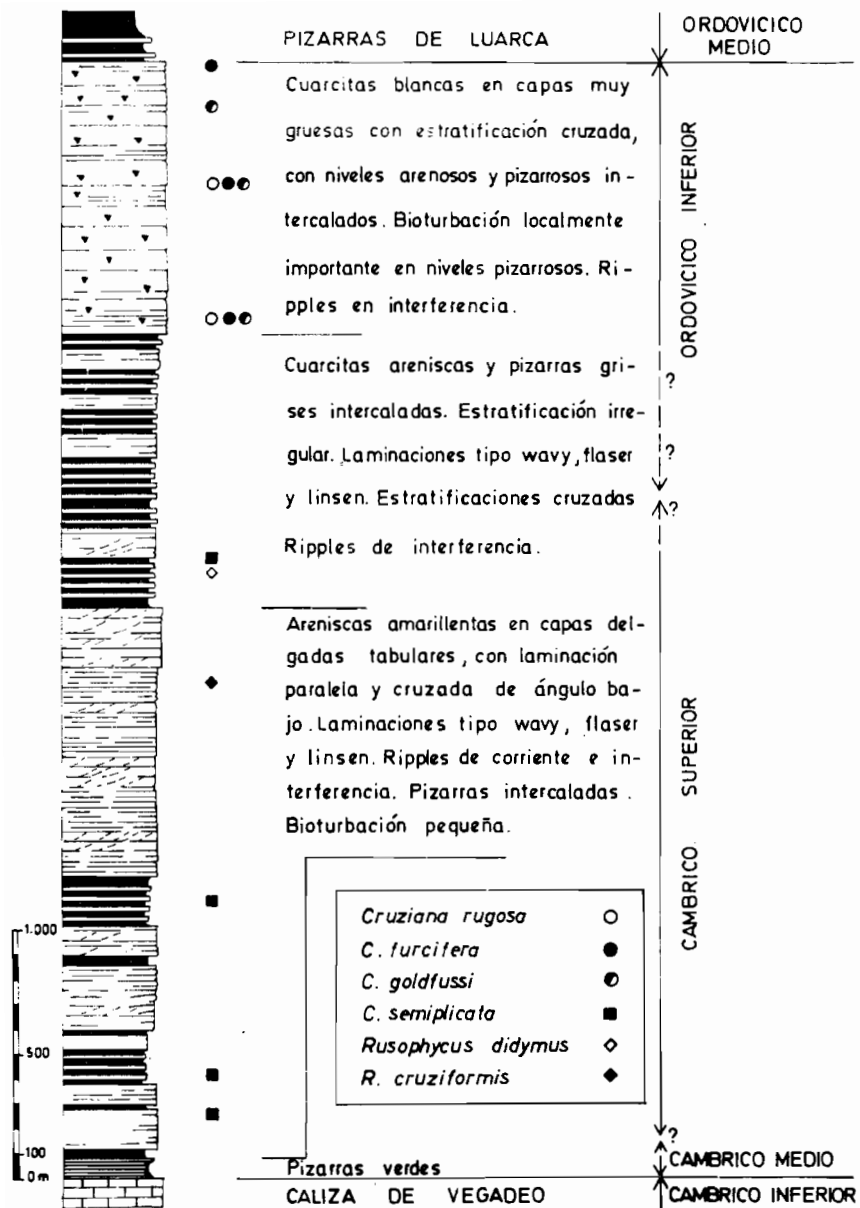 PIZARRAS DE LUARCA
ORDOVICICO
MEDIO
Cuarcitas blancas en capas muy
gruesas con estratificación cruzada,
con niveles arenosos y pizarrosos in-
tercalados. Bioturbación localmente
importante en niveles pizarrosos. Ri-
pples en interferencia.
ORDOVICICO INFERIOR
Cuarcitas areniscas y pizarras gri-
ses intercaladas. Estratificación irre-
gular. Laminaciones tipo wavy, flaser
y linsen. Estratificaciones cruzadas
Ripples de interferencia.
?
?
?
Areniscas amarillentas en capas del-
gadas tabulares, con laminación
paralela y cruzada de ángulo ba-
jo. Laminaciones tipo wavy, flaser
y linsen. Ripples de corriente e in-
terferencia. Pizarras intercaladas.
Bioturbación pequeña.
CAMBRICO SUPERIOR
Cruziana rugosa
C. furcifera
C. goldfussi
C. semiplicata
Rusophycus didymus
R. cruziformis
1.000
500
100
0 m
?
Pizarras verdes
CAMBRICO MEDIO
CALIZA DE VEGADEO
CAMBRICO INFERIOR